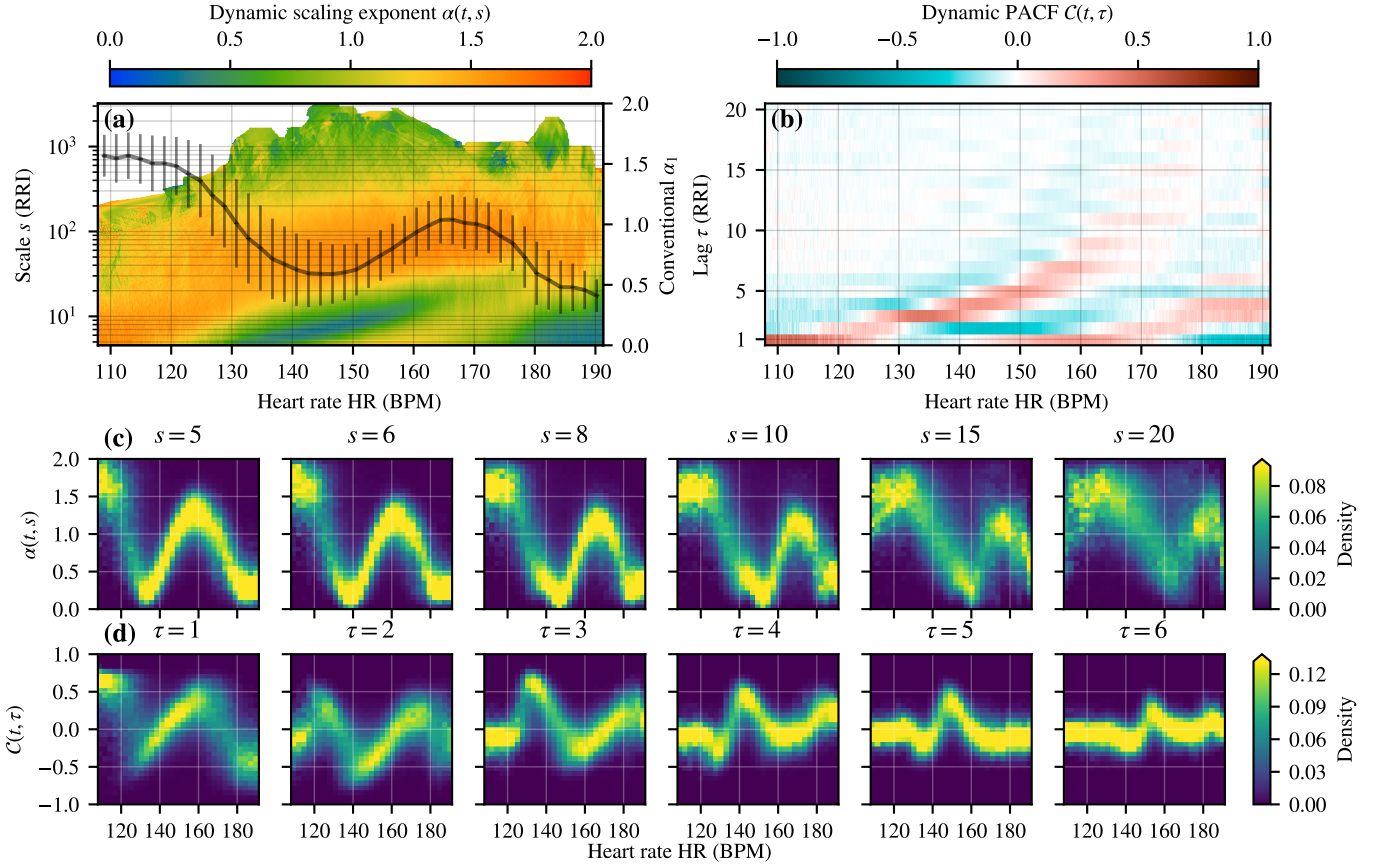 Dynamic scaling exponent α(t, s)
0.0 0.5 1.0 1.5 2.0
(a)
10³
10²
10¹
Scale s (RRI)
2.0
1.5
1.0
0.5
0.0
Conventional α₁
110 120 130 140 150 160 170 180 190
Heart rate HR (BPM)
Dynamic PACF C(t, τ)
−1.0 −0.5 0.0 0.5 1.0
(b)
20
15
10
5
1
Lag τ (RRI)
110 120 130 140 150 160 170 180 190
Heart rate HR (BPM)
(c) s = 5 s = 6 s = 8 s = 10 s = 15 s = 20
2.0
1.5
1.0
0.5
0.0
α(t, s)
0.08
0.06
0.04
0.02
0.00
Density
(d) τ = 1 τ = 2 τ = 3 τ = 4 τ = 5 τ = 6
1.0
0.5
0.0
−0.5
−1.0
C(t, τ)
0.12
0.09
0.06
0.03
0.00
Density
120 140 160 180 120 140 160 180 120 140 160 180 120 140 160 180 120 140 160 180 120 140 160 180
Heart rate HR (BPM)